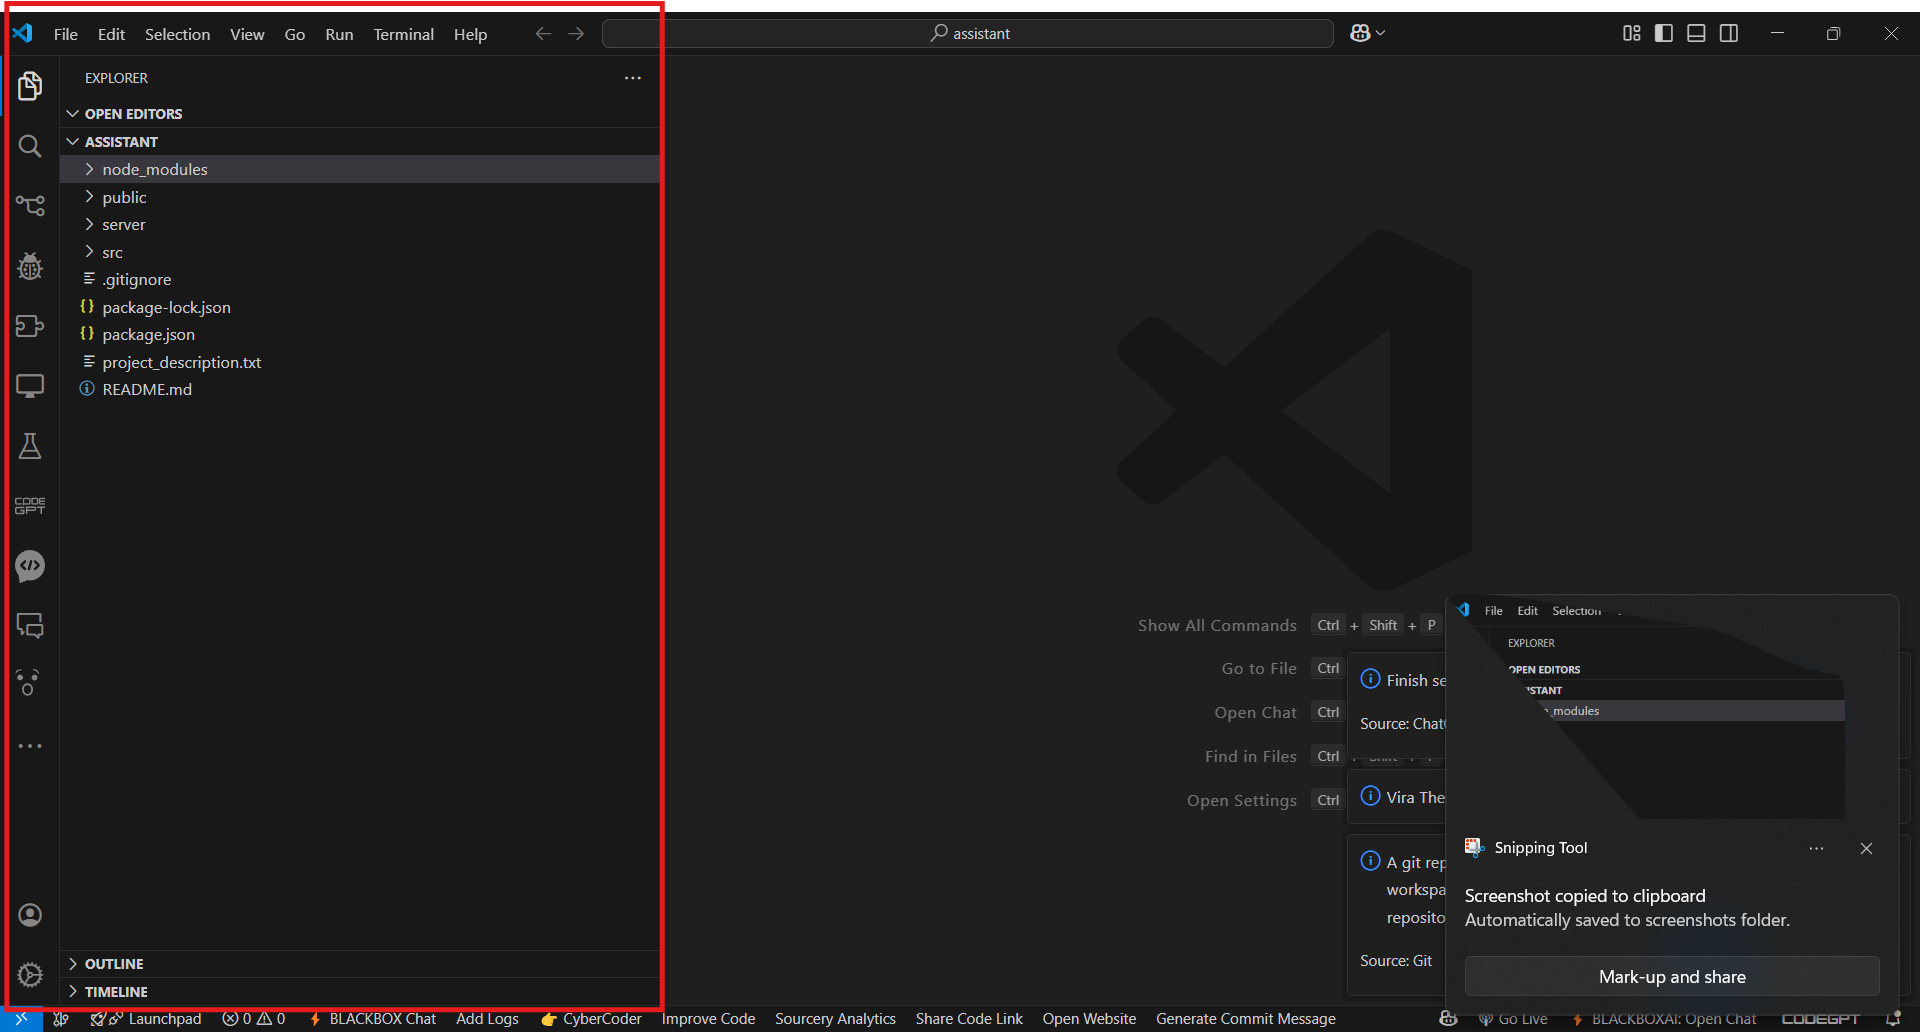 File Edit Selection View Go Run Terminal Help
assistant
EXPLORER
OPEN EDITORS
ASSISTANT
node_modules
public
server
src
.gitignore
package-lock.json
package.json
project_description.txt
README.md
CODE
GPT
OUTLINE
TIMELINE
Show All Commands Ctrl + Shift + P
Go to File Ctrl
Open Chat Ctrl
Find in Files Ctrl + Shift + F
Open Settings Ctrl
Finish se
Source: Chat
Vira The
A git rep
workspa
reposito
Source: Git
File Edit Selection
EXPLORER
OPEN EDITORS
STANT
_modules
Snipping Tool
Screenshot copied to clipboard
Automatically saved to screenshots folder.
Mark-up and share
Launchpad 0 0 BLACKBOX Chat Add Logs CyberCoder Improve Code Sourcery Analytics Share Code Link Open Website Generate Commit Message Go Live BLACKBOXAI: Open Chat CODEGPT